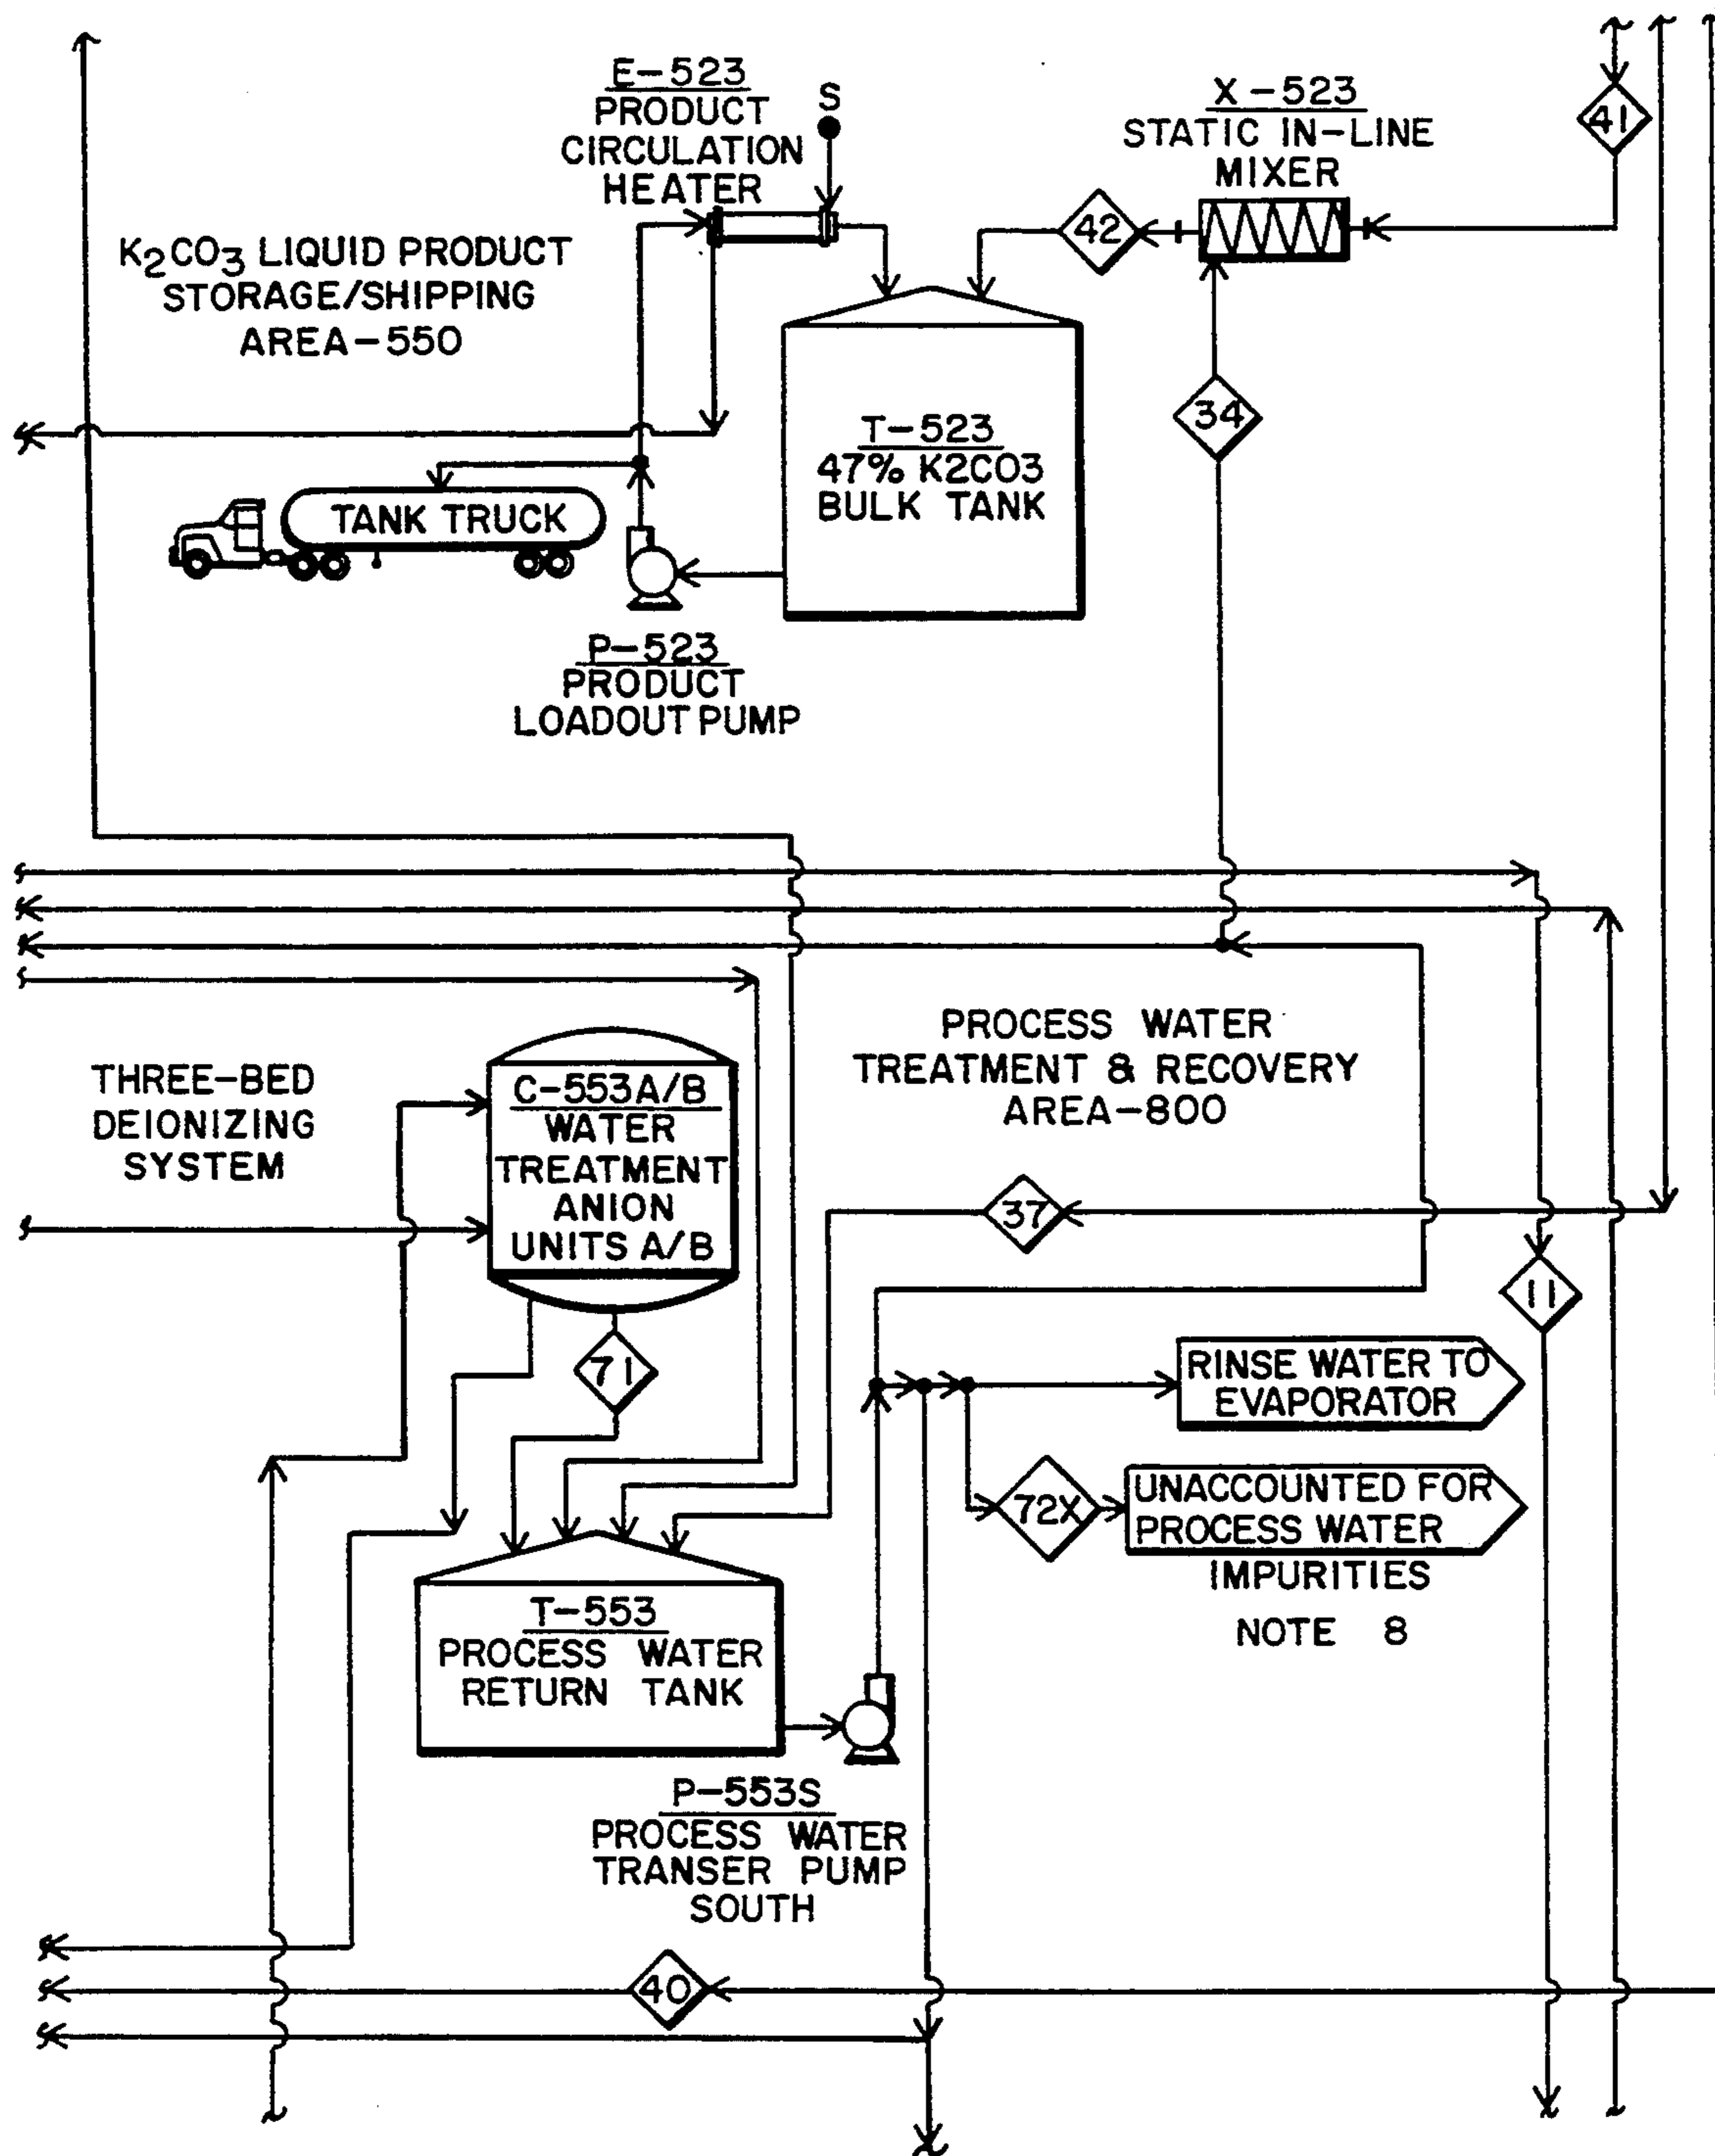 E-523
PRODUCT
CIRCULATION
HEATER
S
X-523
STATIC IN-LINE
MIXER
41
42
K2CO3 LIQUID PRODUCT
STORAGE/SHIPPING
AREA-550
34
T-523
47% K2CO3
BULK TANK
TANK TRUCK
P-523
PRODUCT
LOADOUT PUMP
PROCESS WATER
TREATMENT & RECOVERY
AREA-800
THREE-BED
DEIONIZING
SYSTEM
C-553A/B
WATER
TREATMENT
ANION
UNITS A/B
37
11
71
RINSE WATER TO
EVAPORATOR
72X
UNACCOUNTED FOR
PROCESS WATER
IMPURITIES
NOTE 8
T-553
PROCESS WATER
RETURN TANK
P-553S
PROCESS WATER
TRANSER PUMP
SOUTH
40